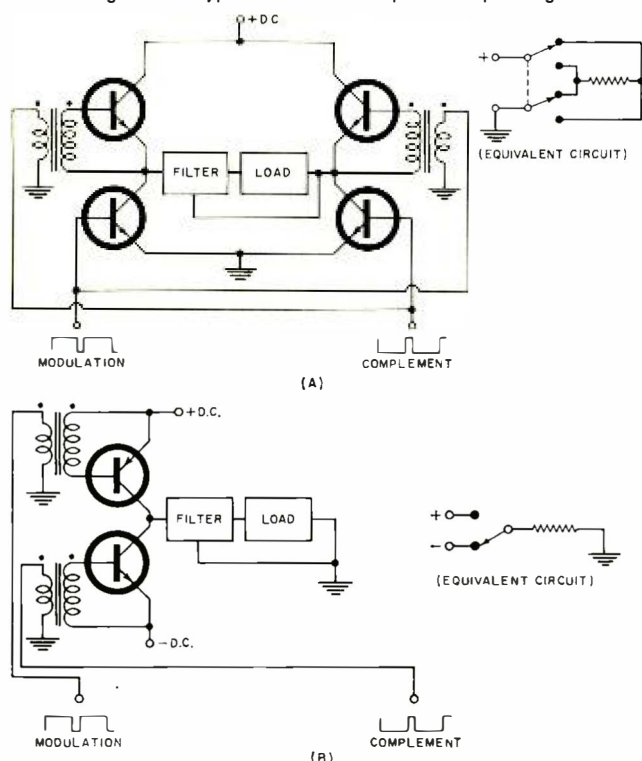 +DC
+
(EQUIVALENT CIRCUIT)
FILTER
LOAD
MODULATION
COMPLEMENT
(A)
+D.C.
FILTER
LOAD
+
-
(EQUIVALENT CIRCUIT)
-D.C.
MODULATION
COMPLEMENT
(B)